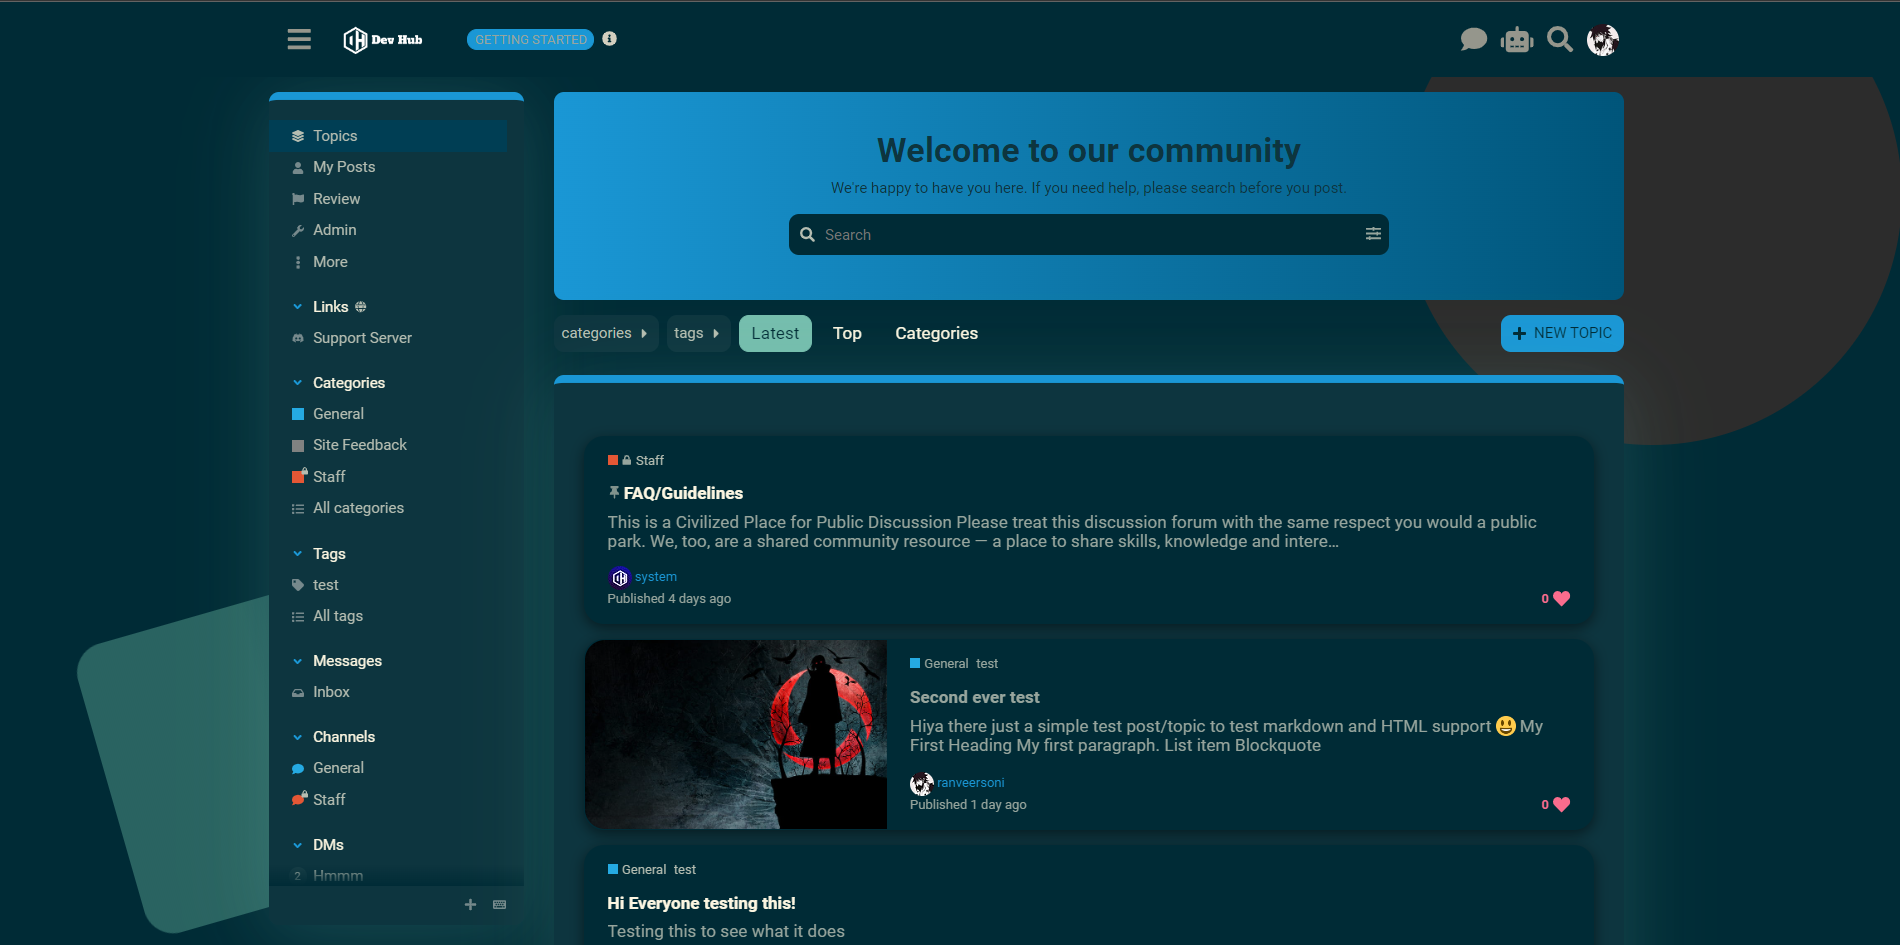 Dev Hub
GETTING STARTED
Topics
My Posts
Review
Admin
More
Links
Support Server
Categories
General
Site Feedback
Staff
All categories
Tags
test
All tags
Messages
Inbox
Channels
General
Staff
DMs
2 Hmmm
Welcome to our community
We're happy to have you here. If you need help, please search before you post.
Search
categories
tags
Latest
Top
Categories
NEW TOPIC
Staff
FAQ/Guidelines
This is a Civilized Place for Public Discussion Please treat this discussion forum with the same respect you would a public
park. We, too, are a shared community resource — a place to share skills, knowledge and intere…
system
Published 4 days ago
0
General test
Second ever test
Hiya there just a simple test post/topic to test markdown and HTML support 😃 My
First Heading My first paragraph. List item Blockquote
ranveersoni
Published 1 day ago
0
General test
Hi Everyone testing this!
Testing this to see what it does